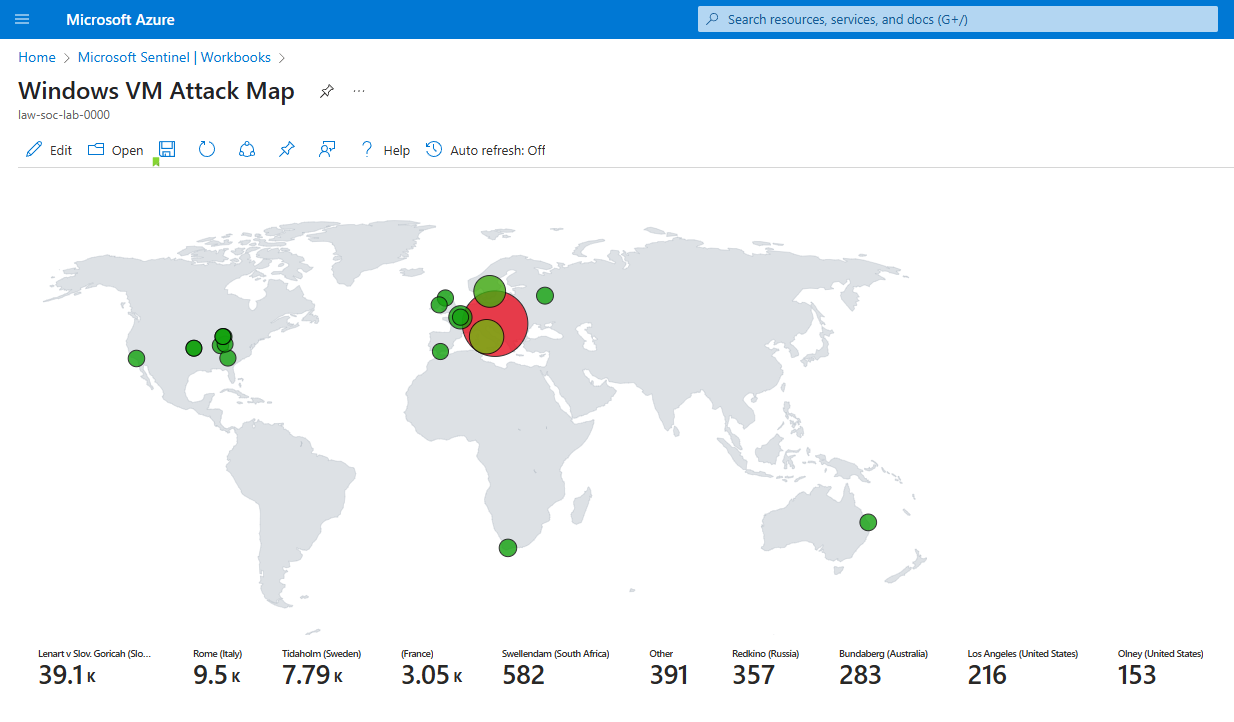 Microsoft Azure
Search resources, services, and docs (G+/)
Home > Microsoft Sentinel | Workbooks >
Windows VM Attack Map ...
law-soc-lab-0000
Edit Open Help Auto refresh: Off
Lenart v Slov. Goricah (Slo... Rome (Italy) Tidaholm (Sweden) (France) Swellendam (South Africa) Other Redkino (Russia) Bundaberg (Australia) Los Angeles (United States) Olney (United States)
39.1 K 9.5 K 7.79 K 3.05 K 582 391 357 283 216 153